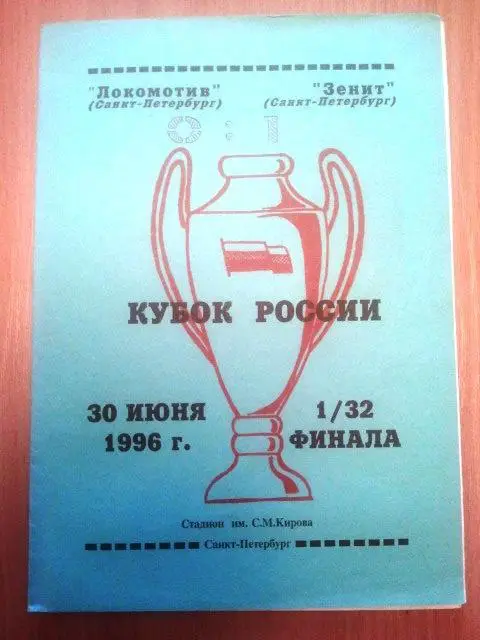 "Локомотив" "Зенит"
(Санкт-Петербург) (Санкт-Петербург)
0 : 1
КУБОК РОССИИ
30 ИЮНЯ 1/32
1996 г. ФИНАЛА
Стадион им. С.М.Кирова
Санкт-Петербург